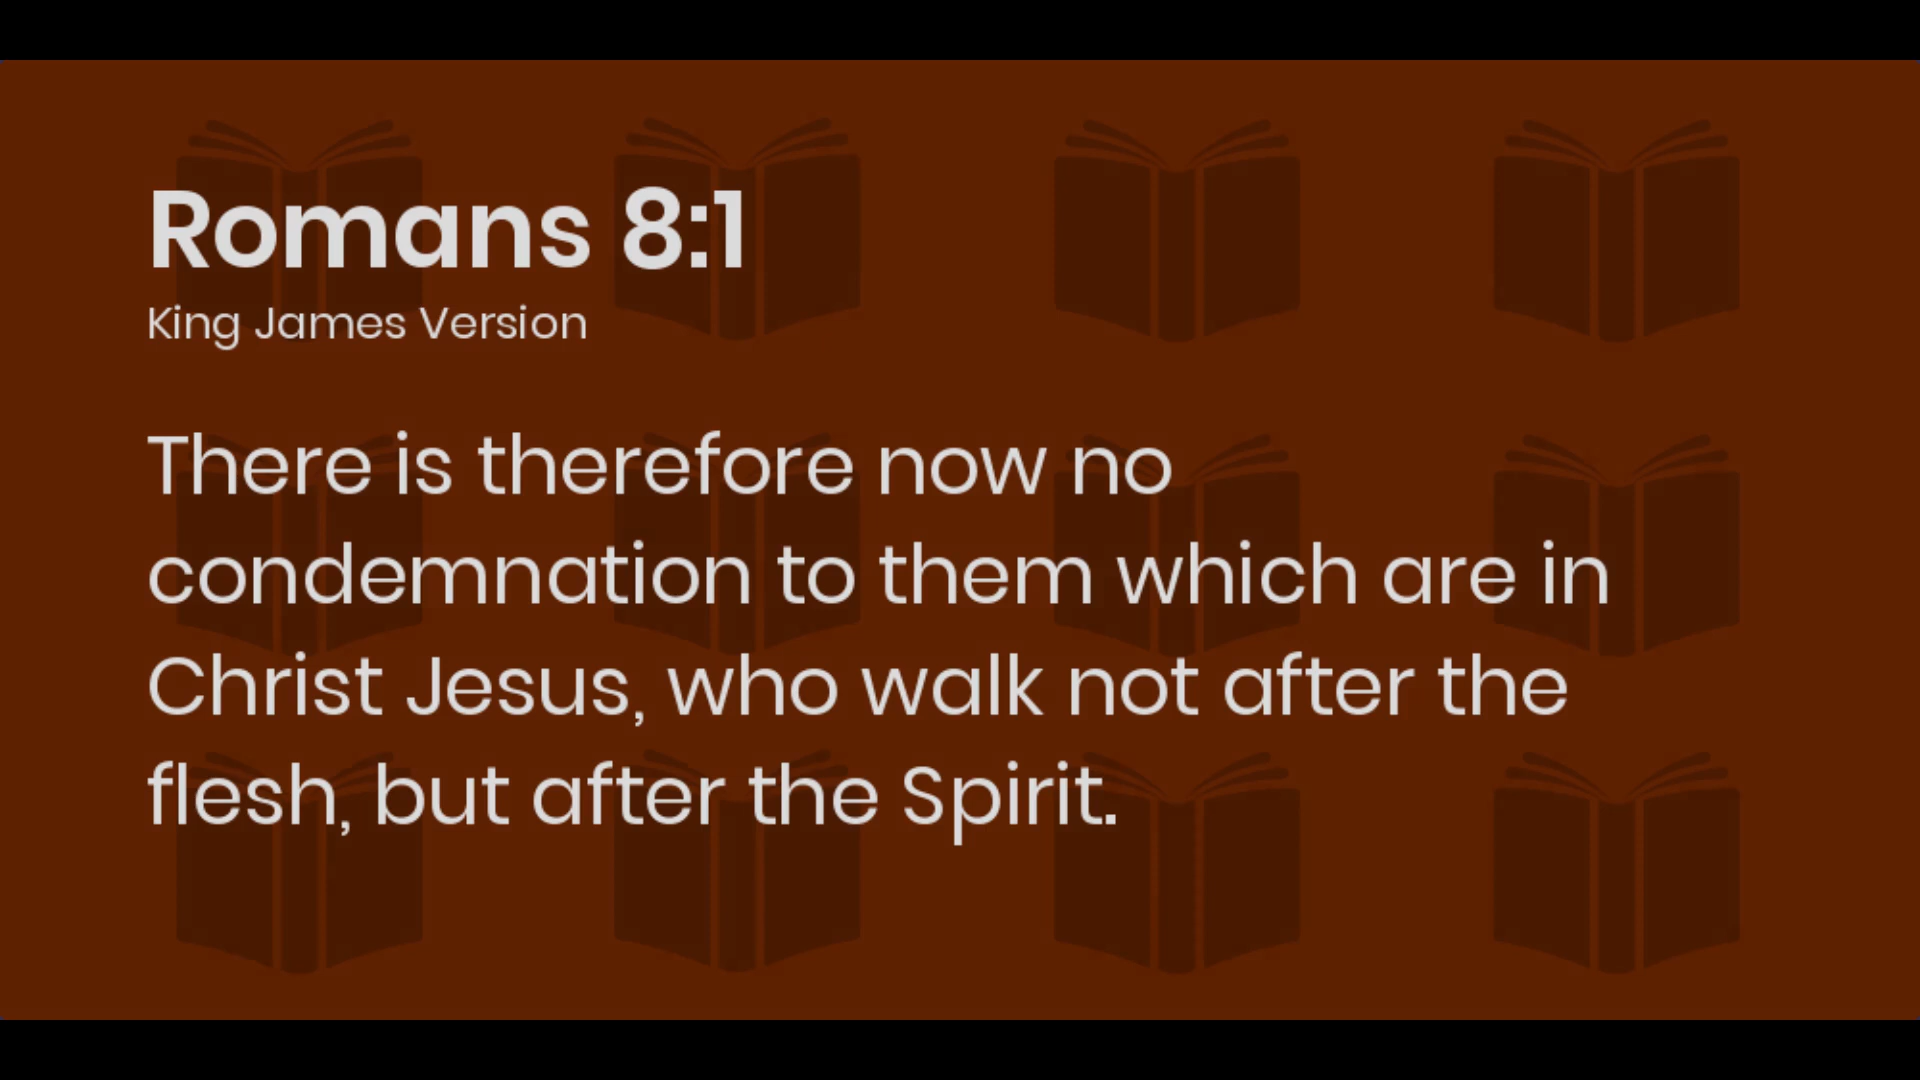 Romans 8:1
King James Version
There is therefore now no
condemnation to them which are in
Christ Jesus, who walk not after the
flesh, but after the Spirit.